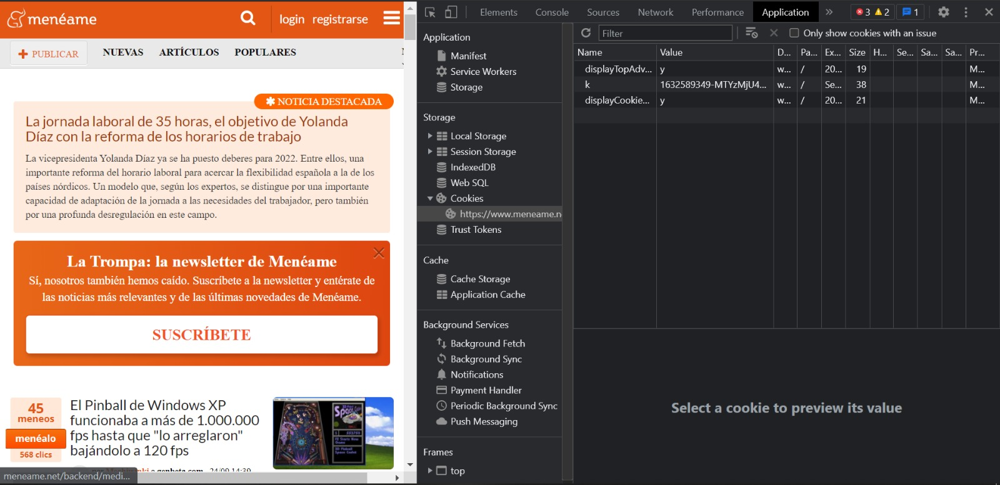 menéame
login registrarse
PUBLICAR
NUEVAS ARTÍCULOS POPULARES
NOTICIA DESTACADA
La jornada laboral de 35 horas, el objetivo de Yolanda
Díaz con la reforma de los horarios de trabajo
La vicepresidenta Yolanda Díaz ya se ha puesto deberes para 2022. Entre ellos, una
importante reforma del horario laboral para acercar la flexibilidad española a la de los
países nórdicos. Un modelo que, según los expertos, se distingue por una importante
capacidad de adaptación de la jornada a las necesidades del trabajador, pero también
por una profunda desregulación en este campo.
La Trompa: la newsletter de Menéame
Sí, nosotros también hemos caído. Suscríbete a la newsletter y entérate de
las noticias más relevantes y de las últimas novedades de Menéame.
SUSCRÍBETE
45
meneos
menéalo
568 clics
El Pinball de Windows XP
funcionaba a más de 1.000.000
fps hasta que "lo arreglaron"
bajándolo a 120 fps
meneame.net/backend/medi...
Elements Console Sources Network Performance Application » 3 2 1
Application
Manifest
Service Workers
Storage
Storage
Local Storage
Session Storage
IndexedDB
Web SQL
Cookies
https://www.meneame.n
Trust Tokens
Cache
Cache Storage
Application Cache
Background Services
Background Fetch
Background Sync
Notifications
Payment Handler
Periodic Background Sync
Push Messaging
Frames
top
Filter Only show cookies with an issue
Name Value D... Pa... Ex... Size H... Se... Sa... Sa... Pr...
displayTopAdv... y w... / 20... 19 M...
k 1632589349-MTYzMjU4... w... / Se... 38 M...
displayCookie... y w... / 20... 21 M...
Select a cookie to preview its value